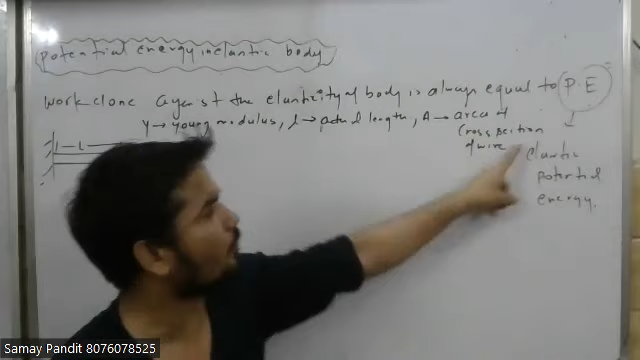 potential energy in elastic body
work done against the elasticity of body is always equal to P.E
Y → young modulus, l → actual length, A → area of
cross section
of wire
l
elastic
potential
energy.
Samay Pandit 8076078525